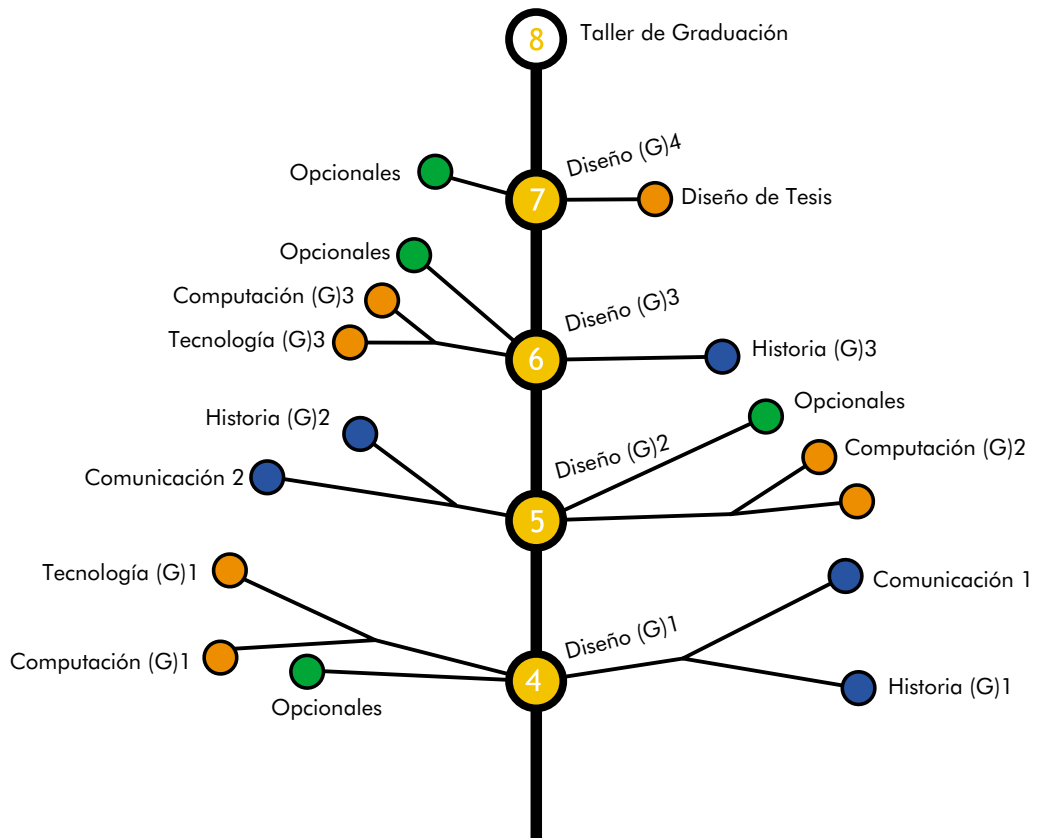 8
Taller de Graduación
Diseño (G)4
Opcionales
7
Diseño de Tesis
Opcionales
Computación (G)3
Diseño (G)3
Tecnología (G)3
6
Historia (G)3
Opcionales
Historia (G)2
Diseño (G)2
Computación (G)2
Comunicación 2
5
Tecnología (G)1
Comunicación 1
Diseño (G)1
Computación (G)1
4
Historia (G)1
Opcionales